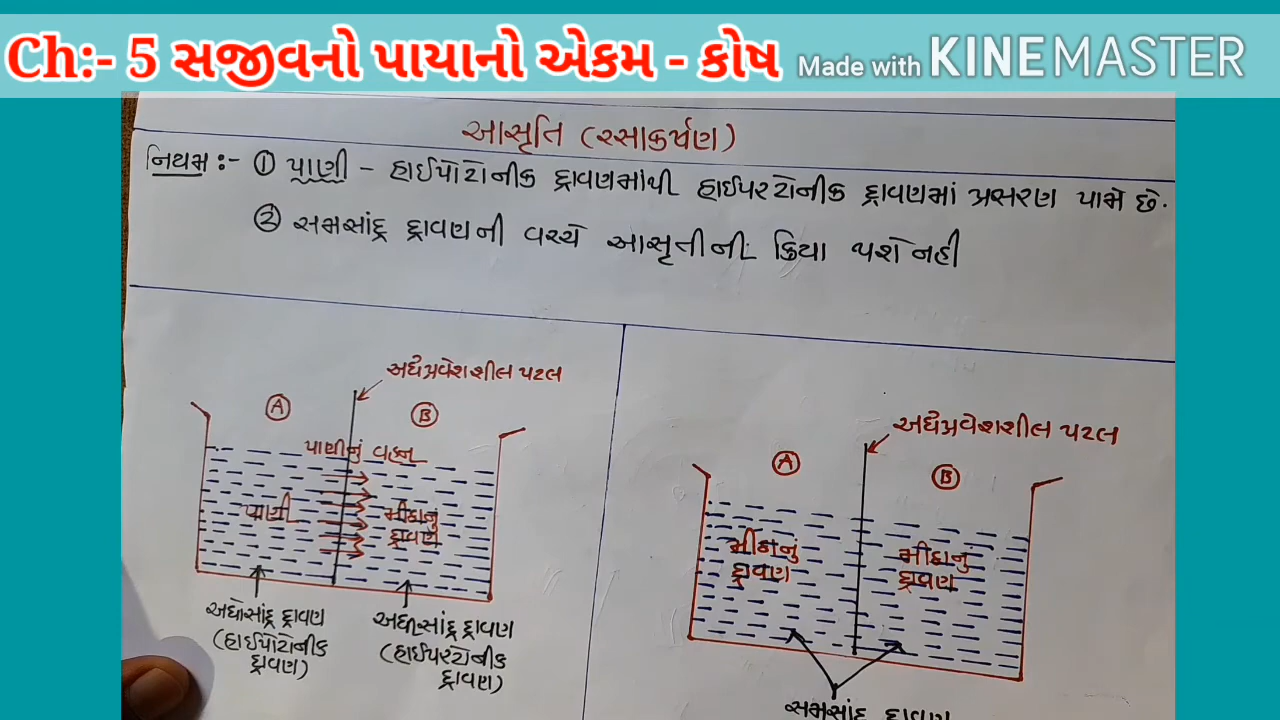 Ch:- 5 સજીવનો પાયાનો એકમ - કોષ
Made with KINEMASTER
આસૃતિ (રસાકર્ષણ)
નિયમ :- ① પાણી - હાઈપોટોનીક દ્રાવણમાંથી હાઈપરટોનીક દ્રાવણમાં પ્રસરણ પામે છે.
② સમસાંદ્ર દ્રાવણની વચ્ચે આસૃતીની ક્રિયા થશે નહી
અર્ધપ્રવેશશીલ પટલ
Ⓐ Ⓑ
પાણીનું વહન
પાણી
મીઠાનું
દ્રાવણ
અધોસાંદ્ર દ્રાવણ
(હાઈપોટોનીક
દ્રાવણ)
દ્રાવણ
(હાઈપરટોનીક
દ્રાવણ)
અર્ધપ્રવેશશીલ પટલ
Ⓐ Ⓑ
મીઠાનું
દ્રાવણ
મીઠાનું
દ્રાવણ
સમસાંદ્ર દ્રાવણ